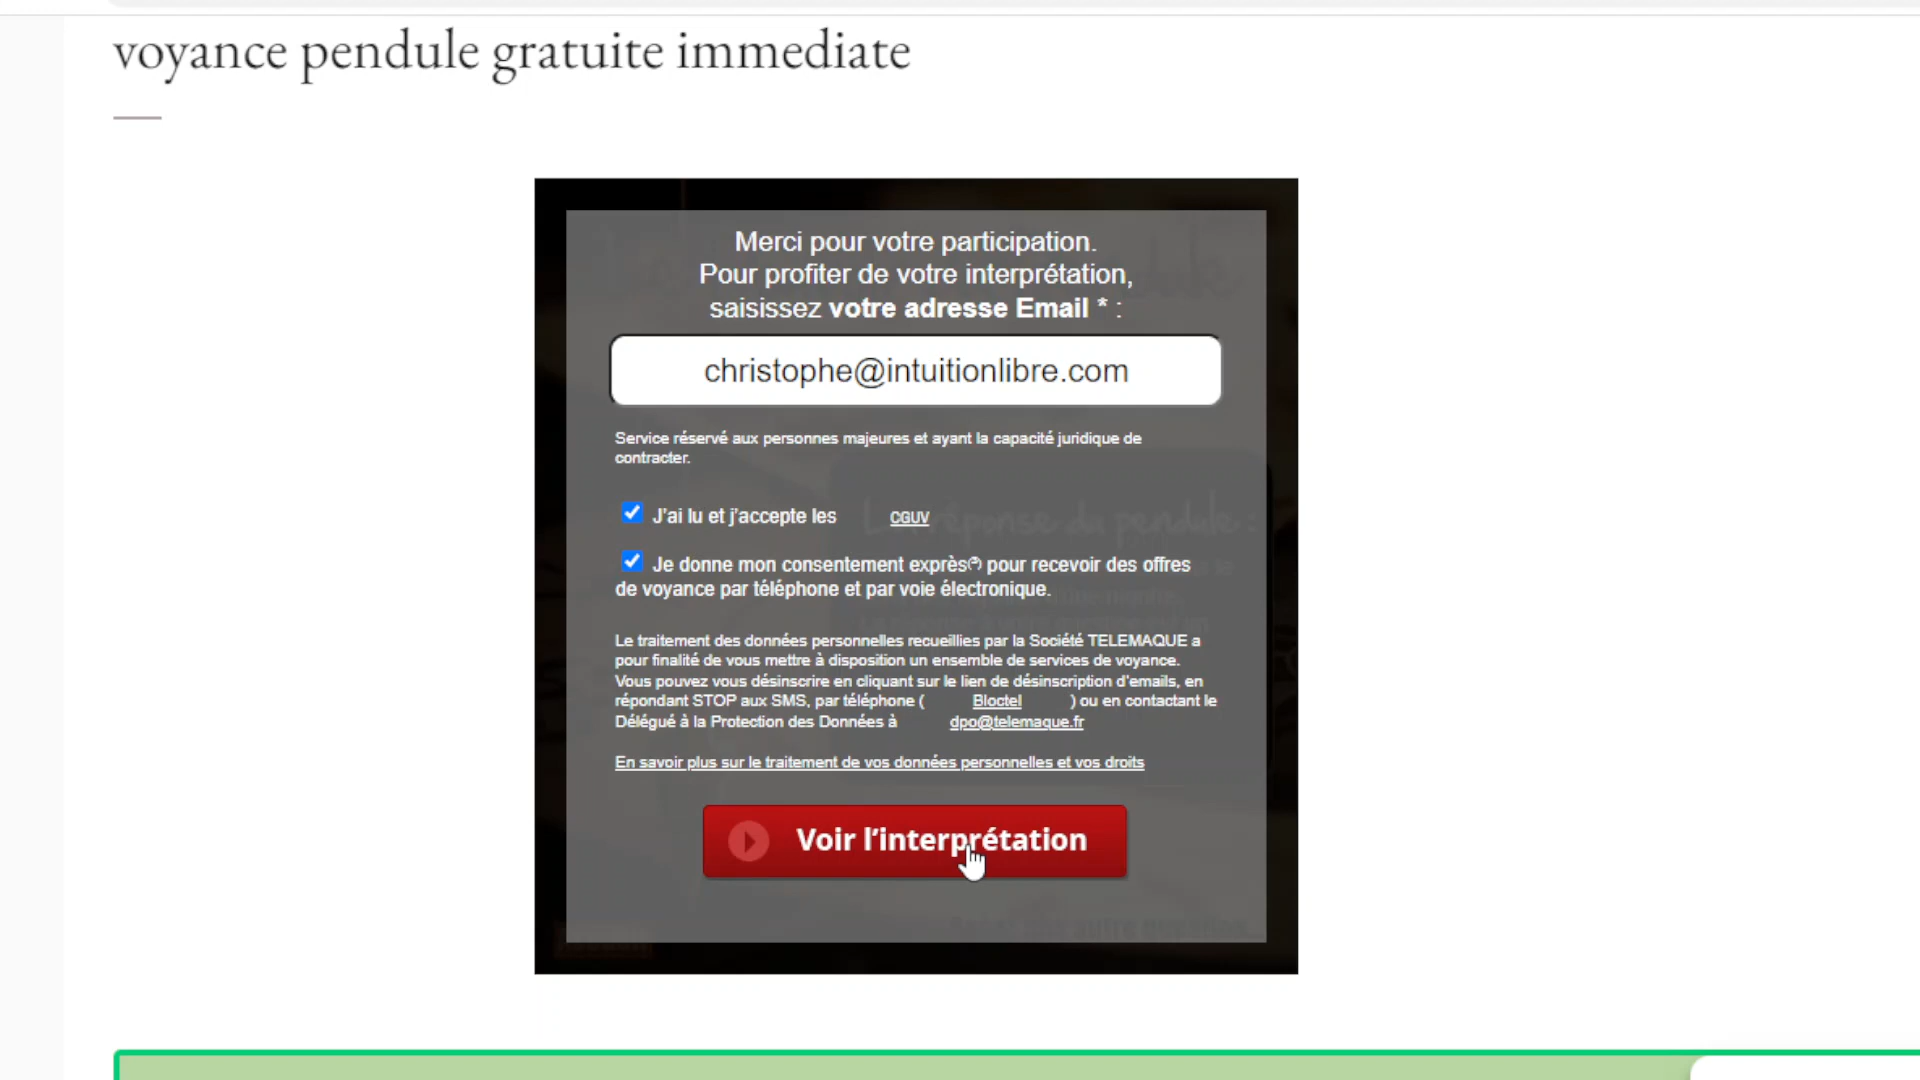 voyance pendule gratuite immediate
Merci pour votre participation.
Pour profiter de votre interprétation,
saisissez votre adresse Email * :
christophe@intuitionlibre.com
Service réservé aux personnes majeures et ayant la capacité juridique de
contracter.
J'ai lu et j'accepte les CGUV
Je donne mon consentement exprès(*) pour recevoir des offres
de voyance par téléphone et par voie électronique.
Le traitement des données personnelles recueillies par la Société TELEMAQUE a
pour finalité de vous mettre à disposition un ensemble de services de voyance.
Vous pouvez vous désinscrire en cliquant sur le lien de désinscription d'emails, en
répondant STOP aux SMS, par téléphone ( Bloctel ) ou en contactant le
Délégué à la Protection des Données à dpo@telemaque.fr
En savoir plus sur le traitement de vos données personnelles et vos droits
Voir l'interprétation
La réponse du pendule :